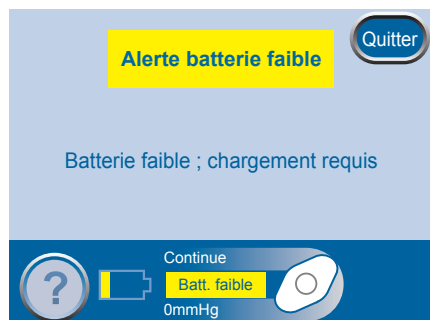 Quitter
Alerte batterie faible
Batterie faible ; chargement requis
?
Continue
Batt. faible
0mmHg